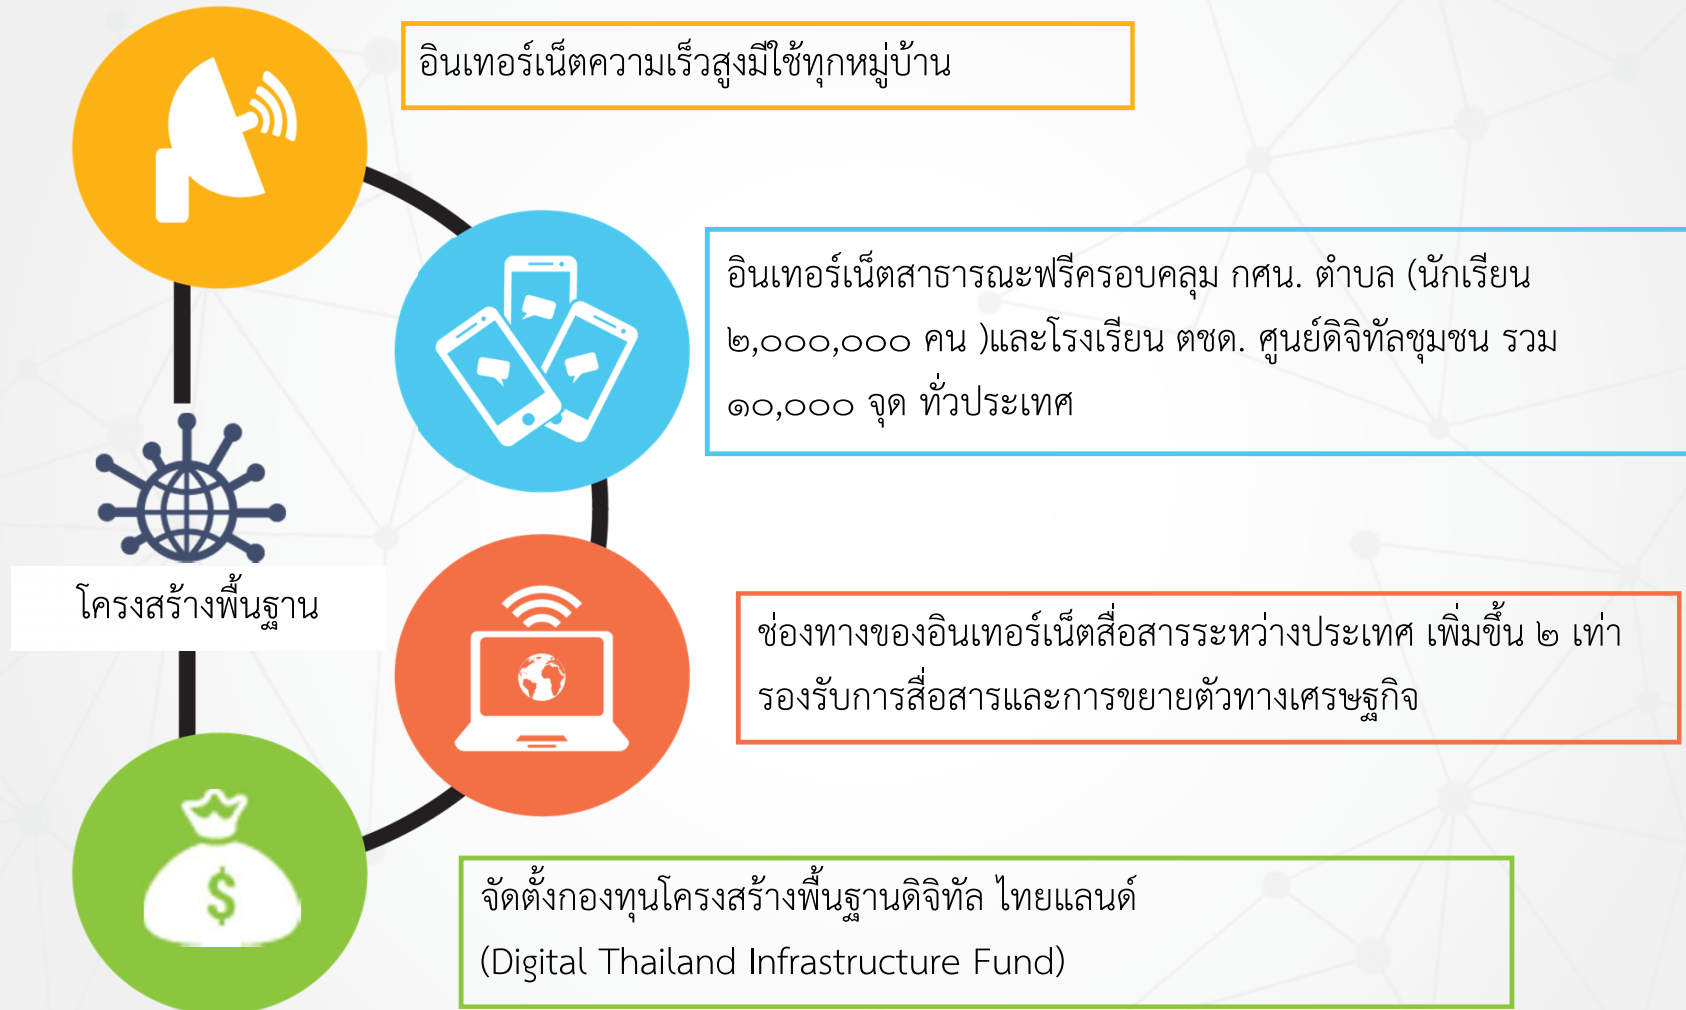 อินเทอร์เน็ตความเร็วสูงมีใช้ทุกหมู่บ้าน
อินเทอร์เน็ตสาธารณะฟรีครอบคลุม กศน. ตำบล (นักเรียน
๒,๐๐๐,๐๐๐ คน )และโรงเรียน ตชด. ศูนย์ดิจิทัลชุมชน รวม
๑๐,๐๐๐ จุด ทั่วประเทศ
โครงสร้างพื้นฐาน
ช่องทางของอินเทอร์เน็ตสื่อสารระหว่างประเทศ เพิ่มขึ้น ๒ เท่า
รองรับการสื่อสารและการขยายตัวทางเศรษฐกิจ
$
จัดตั้งกองทุนโครงสร้างพื้นฐานดิจิทัล ไทยแลนด์
(Digital Thailand Infrastructure Fund)